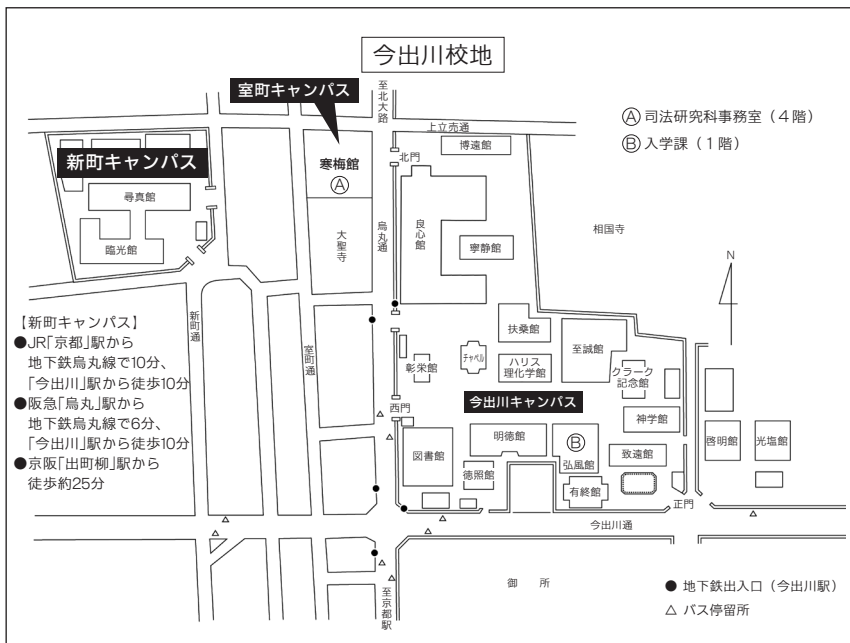 今出川校地
室町キャンパス
至北大路
上立売通
Ⓐ 司法研究科事務室（4階）
Ⓑ 入学課（1階）
新町キャンパス
寒梅館
Ⓐ
北門
博遠館
尋真館
臨光館
大聖寺
烏丸通
良心館
寧静館
相国寺
N
【新町キャンパス】
●JR「京都」駅から
地下鉄烏丸線で10分、
「今出川」駅から徒歩10分
●阪急「烏丸」駅から
地下鉄烏丸線で6分、
「今出川」駅から徒歩10分
●京阪「出町柳」駅から
徒歩約25分
新町通
室町通
扶桑館
至誠館
彰栄館
チャペル
ハリス
理化学館
クラーク
記念館
西門
今出川キャンパス
神学館
図書館
明徳館
Ⓑ
弘風館
致遠館
啓明館
光塩館
徳照館
有終館
正門
今出川通
御所
至京都駅
● 地下鉄出入口（今出川駅）
△ バス停留所